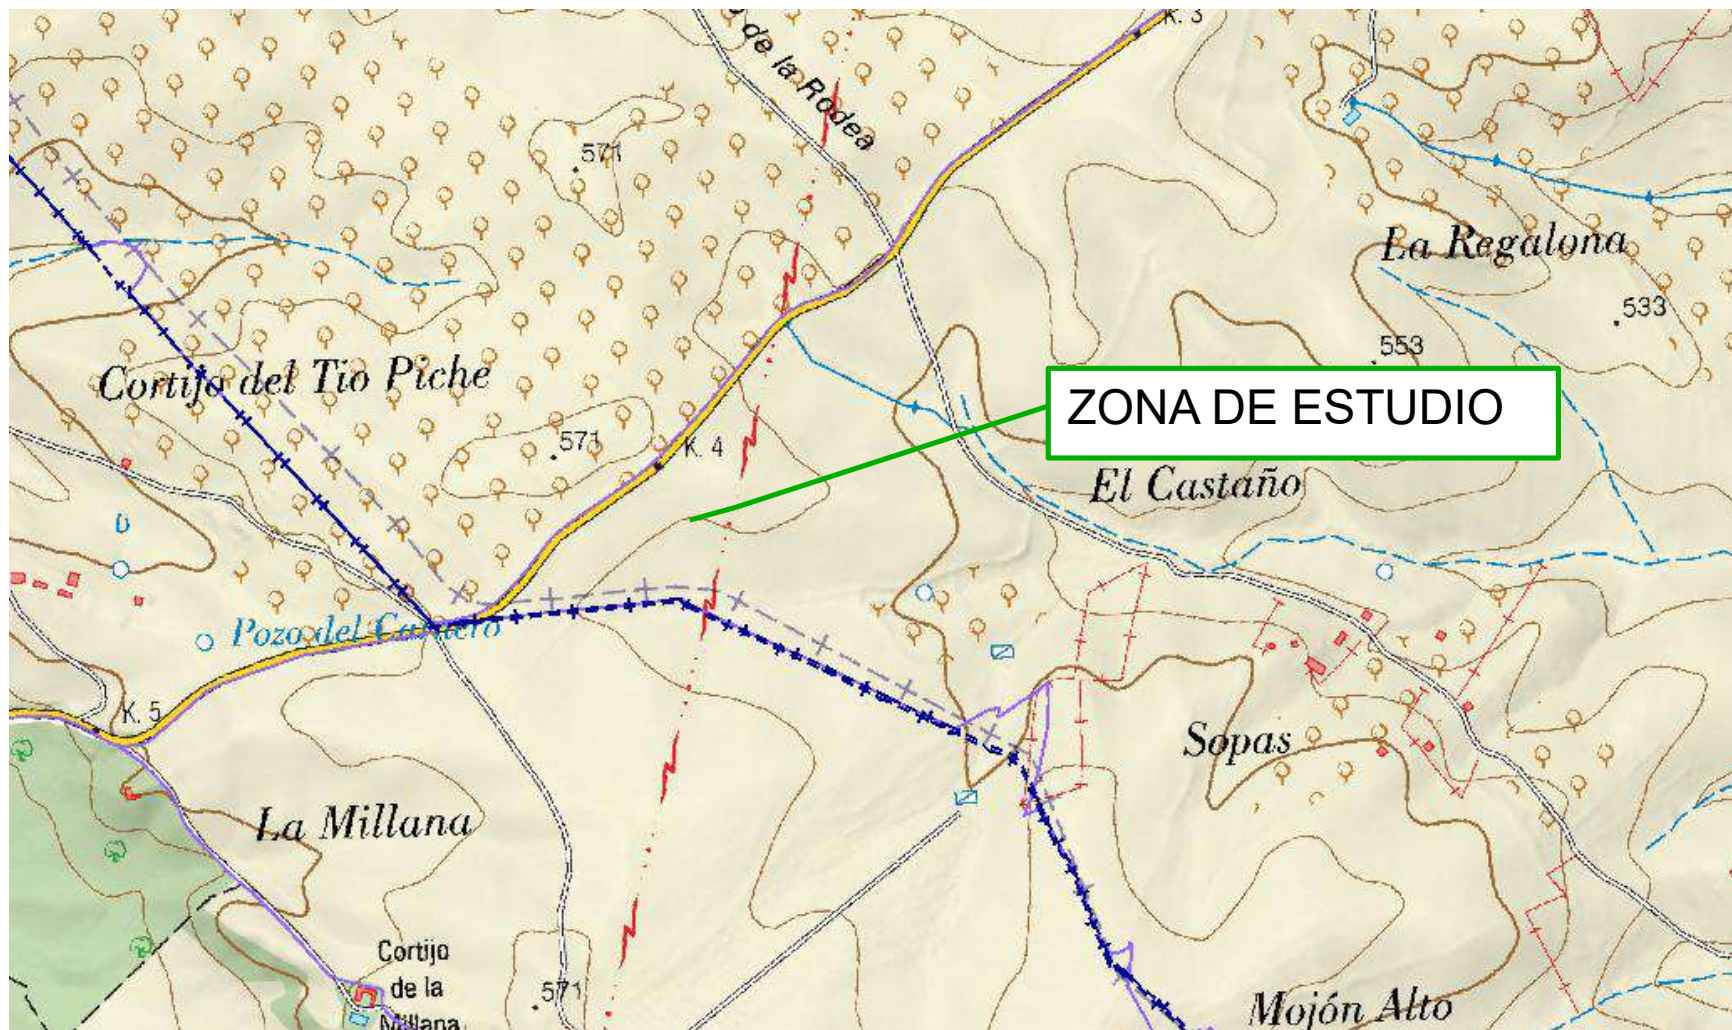 K. 3
de la Rodea
571
La Regalona
533
553
Cortijo del Tio Piche
ZONA DE ESTUDIO
571
K. 4
El Castaño
Pozo del
K. 5
Sopas
La Millana
Cortijo
de la
Millana
571
Mojón Alto